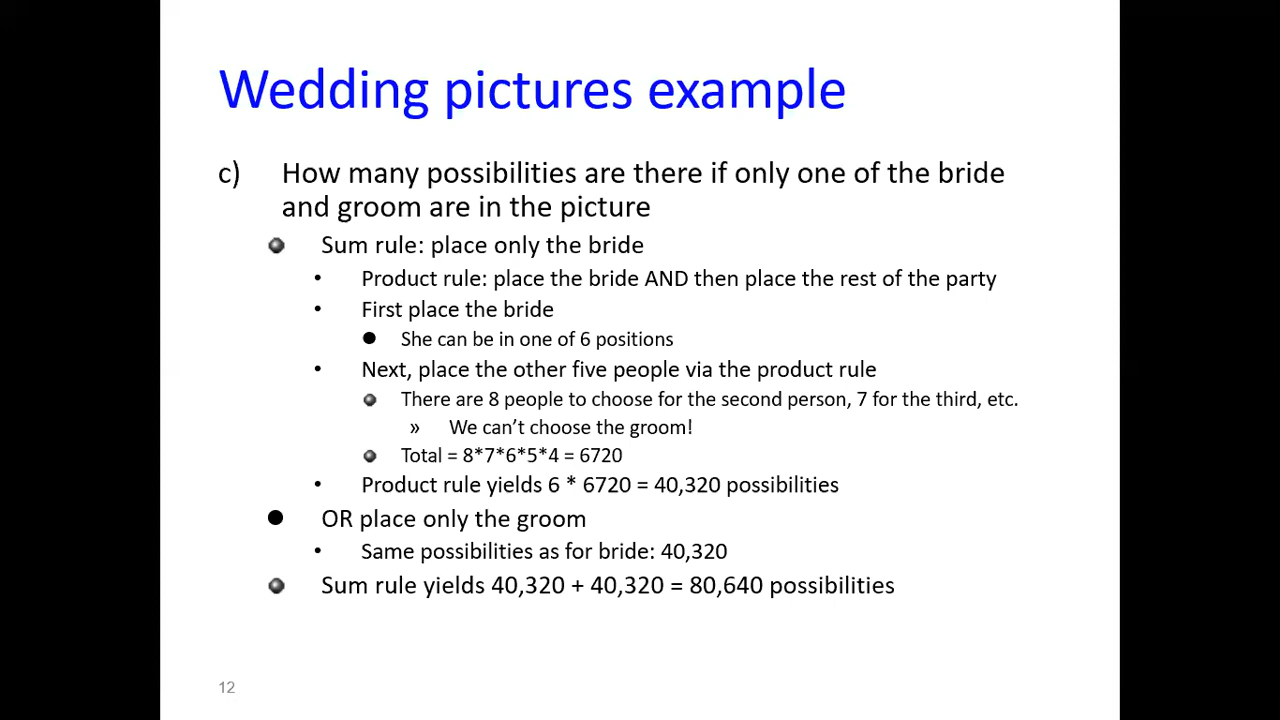 Wedding pictures example
c) How many possibilities are there if only one of the bride
and groom are in the picture
Sum rule: place only the bride
• Product rule: place the bride AND then place the rest of the party
• First place the bride
● She can be in one of 6 positions
• Next, place the other five people via the product rule
There are 8 people to choose for the second person, 7 for the third, etc.
» We can’t choose the groom!
Total = 8*7*6*5*4 = 6720
• Product rule yields 6 * 6720 = 40,320 possibilities
● OR place only the groom
• Same possibilities as for bride: 40,320
Sum rule yields 40,320 + 40,320 = 80,640 possibilities
12